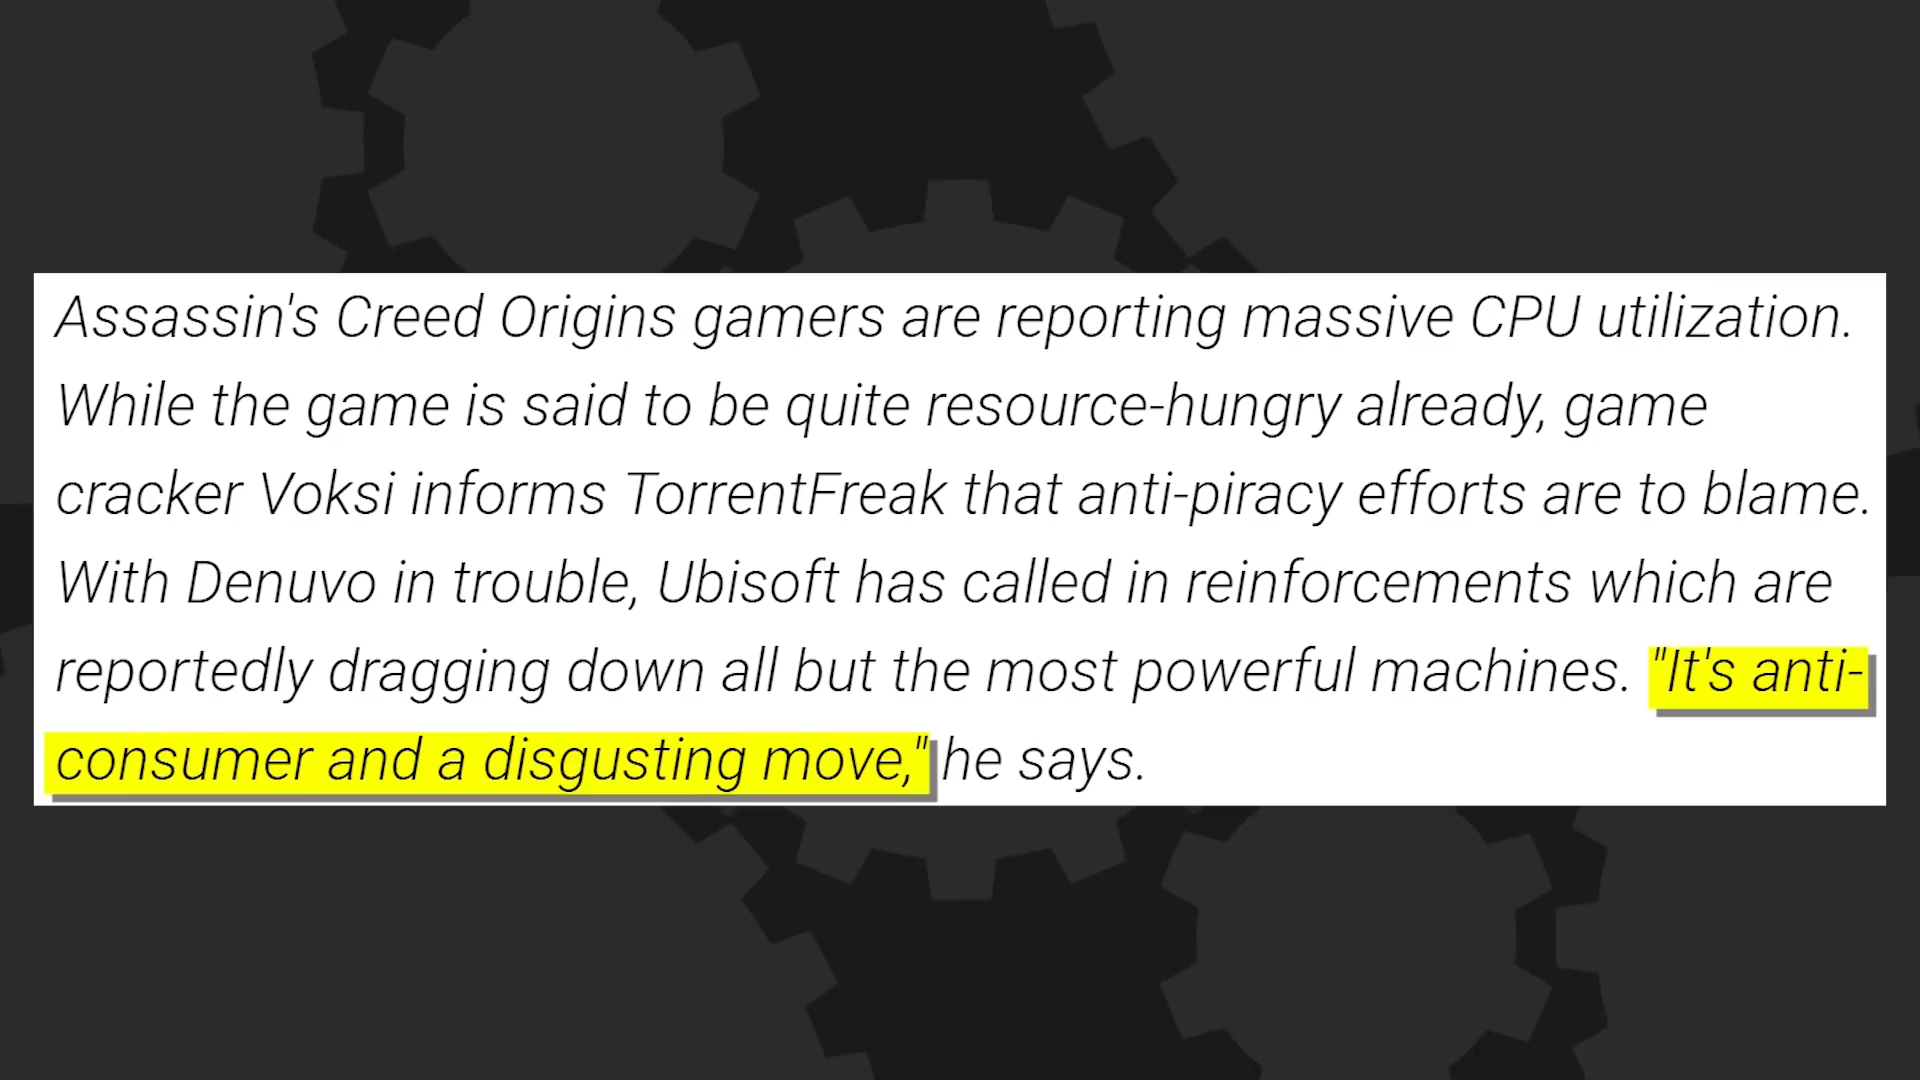 Assassin's Creed Origins gamers are reporting massive CPU utilization.
While the game is said to be quite resource-hungry already, game
cracker Voksi informs TorrentFreak that anti-piracy efforts are to blame.
With Denuvo in trouble, Ubisoft has called in reinforcements which are
reportedly dragging down all but the most powerful machines. "It's anti-
consumer and a disgusting move," he says.